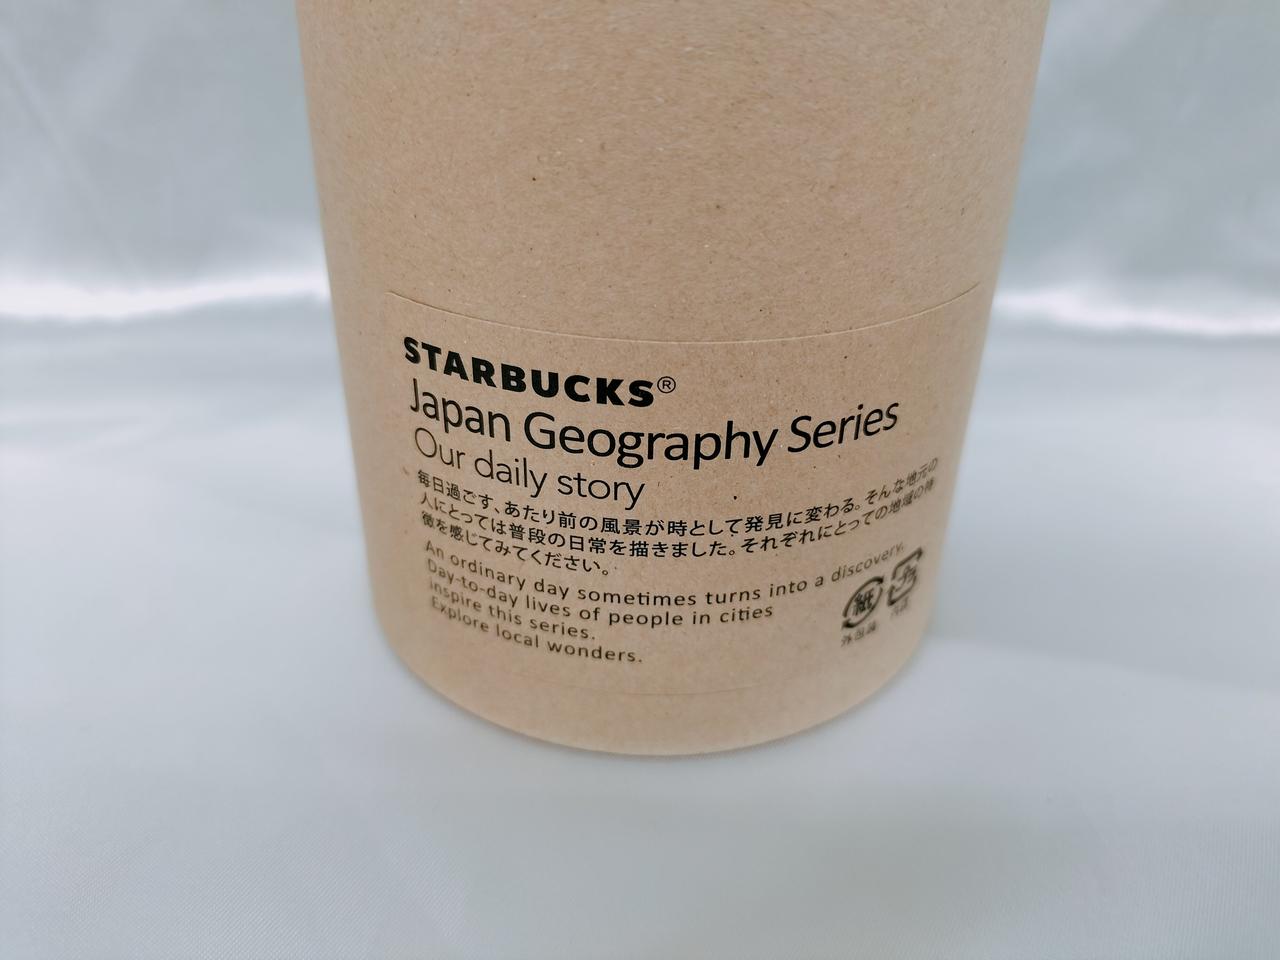 STARBUCKS®
Japan Geography Series
Our daily story
毎日過ごす、あたり前の風景が時として発見に変わる。そんな地元の
人にとっては普段の日常を描きました。それぞれにとっての地域の特
徴を感じてみてください。
An ordinary day sometimes turns into a discovery.
Day-to-day lives of people in cities
inspire this series.
Explore local wonders.
紙
外包装